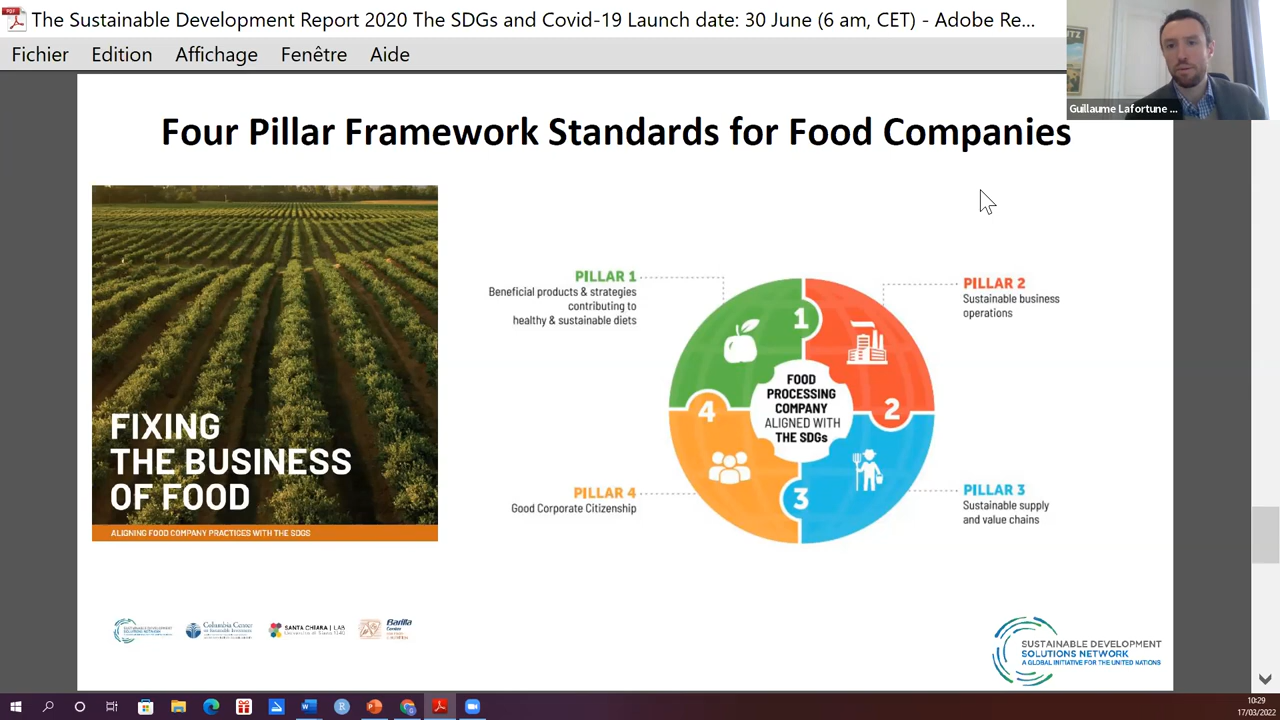 The Sustainable Development Report 2020 The SDGs and Covid-19 Launch date: 30 June (6 am, CET) - Adobe Re...
Fichier Edition Affichage Fenêtre Aide
Guillaume Lafortune ...
Four Pillar Framework Standards for Food Companies
FIXING
THE BUSINESS
OF FOOD
ALIGNING FOOD COMPANY PRACTICES WITH THE SDGS
PILLAR 1
Beneficial products & strategies
contributing to
healthy & sustainable diets
PILLAR 2
Sustainable business
operations
1
2
3
4
FOOD
PROCESSING
COMPANY
ALIGNED WITH
THE SDGs
PILLAR 4
Good Corporate Citizenship
PILLAR 3
Sustainable supply
and value chains
SUSTAINABLE DEVELOPMENT
SOLUTIONS NETWORK
Columbia Center
on Sustainable Investment
SANTA CHIARA | LAB
Barilla
SUSTAINABLE DEVELOPMENT
SOLUTIONS NETWORK
A GLOBAL INITIATIVE FOR THE UNITED NATIONS
10:29
17/03/2022